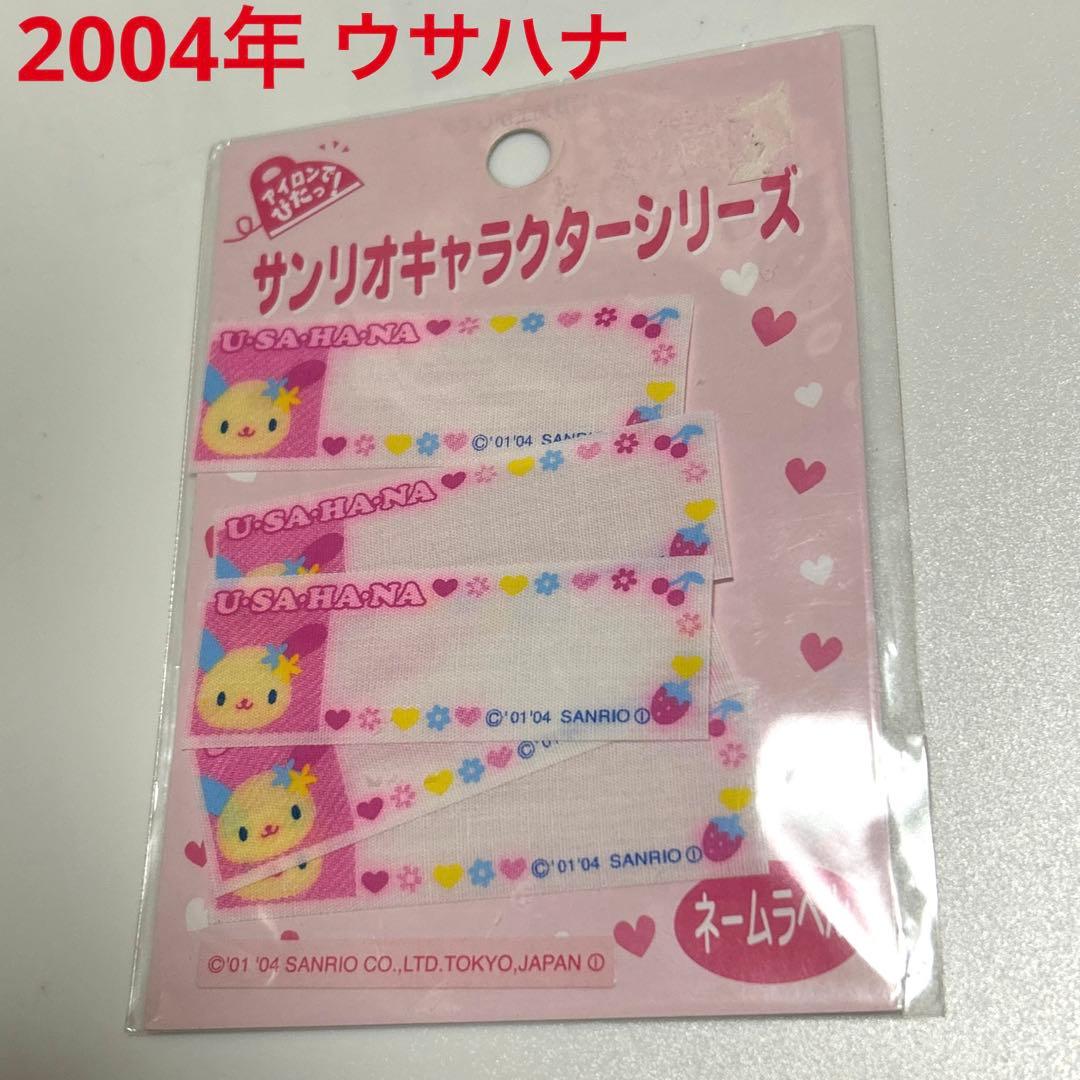 2004年 ウサハナ
アイロンで
ぴたっ!
サンリオキャラクターシリーズ
U・SA・HA・NA
©'01'04 SANRIO
U・SA・HA・NA
U・SA・HA・NA
©'01'04 SANRIO ①
©'01'04 SANRIO ①
ネームラベル
©'01 '04 SANRIO CO.,LTD.TOKYO,JAPAN ①